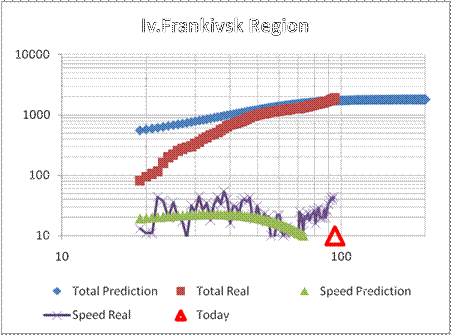 Iv.Frankivsk Region
10000
1000
100
10
10 100
Total Prediction Total Real Speed Prediction
Speed Real Today